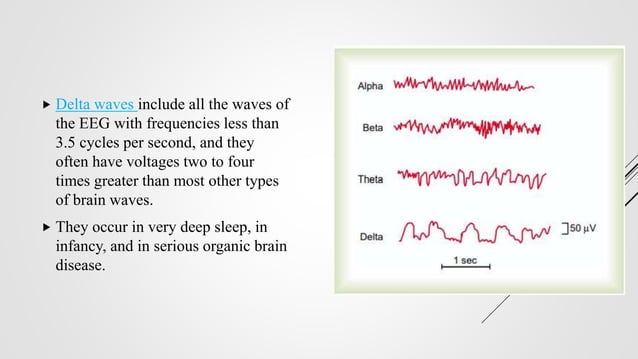 Delta waves include all the waves of
the EEG with frequencies less than
3.5 cycles per second, and they
often have voltages two to four
times greater than most other types
of brain waves.
They occur in very deep sleep, in
infancy, and in serious organic brain
disease.
Alpha
Beta
Theta
Delta
50 µV
1 sec